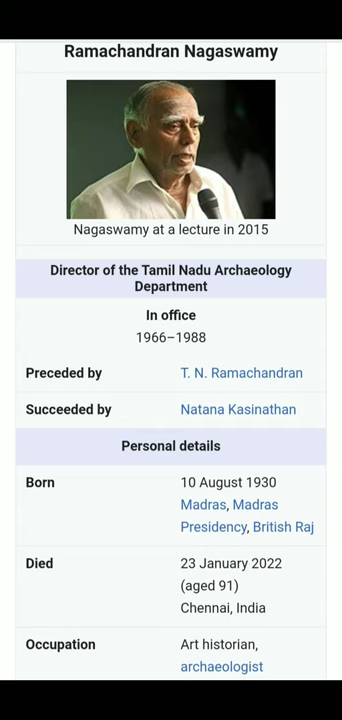 Ramachandran Nagaswamy
Nagaswamy at a lecture in 2015
Director of the Tamil Nadu Archaeology
Department
In office
1966–1988
Preceded by T. N. Ramachandran
Succeeded by Natana Kasinathan
Personal details
Born 10 August 1930
Madras, Madras
Presidency, British Raj
Died 23 January 2022
(aged 91)
Chennai, India
Occupation Art historian,
archaeologist